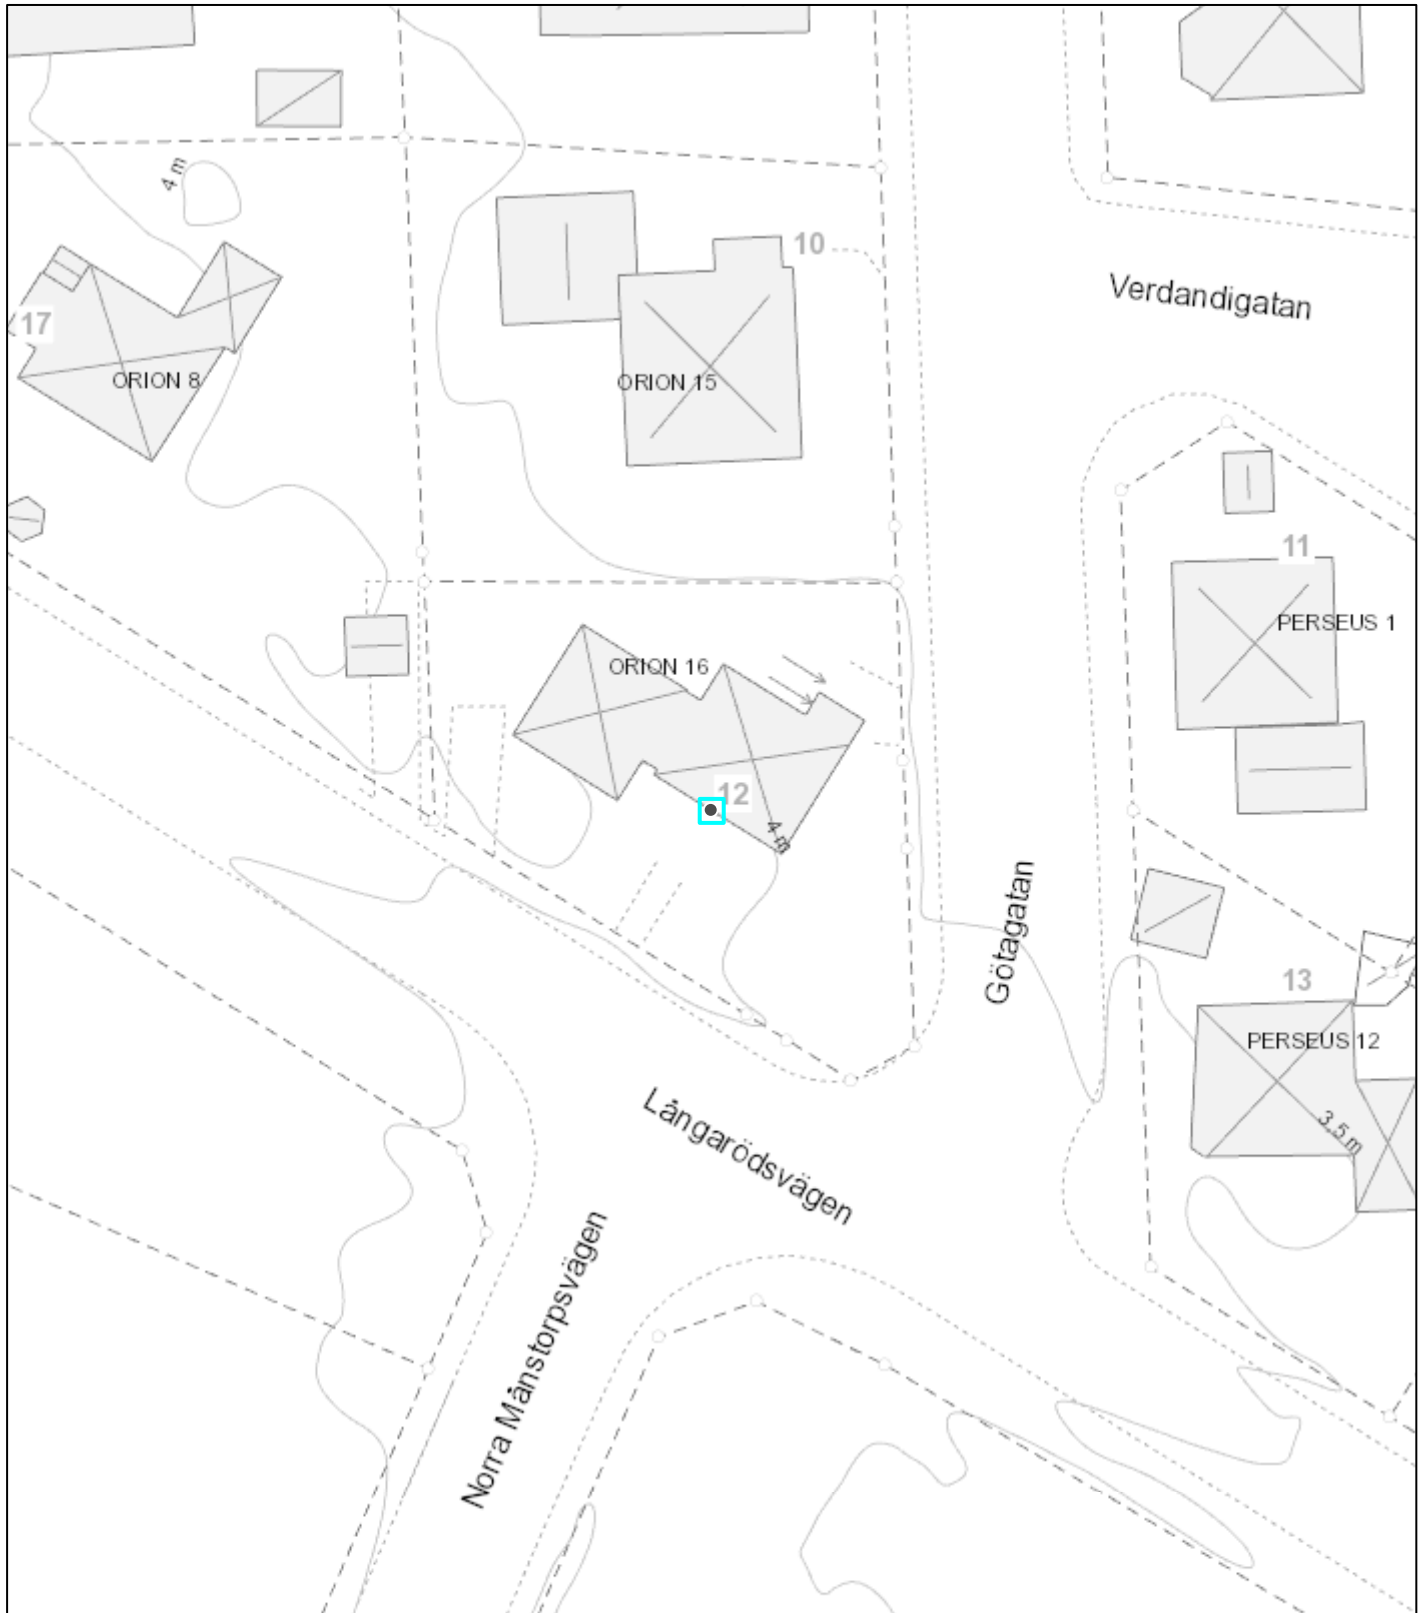 4 m
10
Verdandigatan
17
ORION 8
ORION 15
11
PERSEUS 1
ORION 16
12
4 m
Götagatan
13
PERSEUS 12
3,5 m
Långarödsvägen
Norra Månstorpsvägen